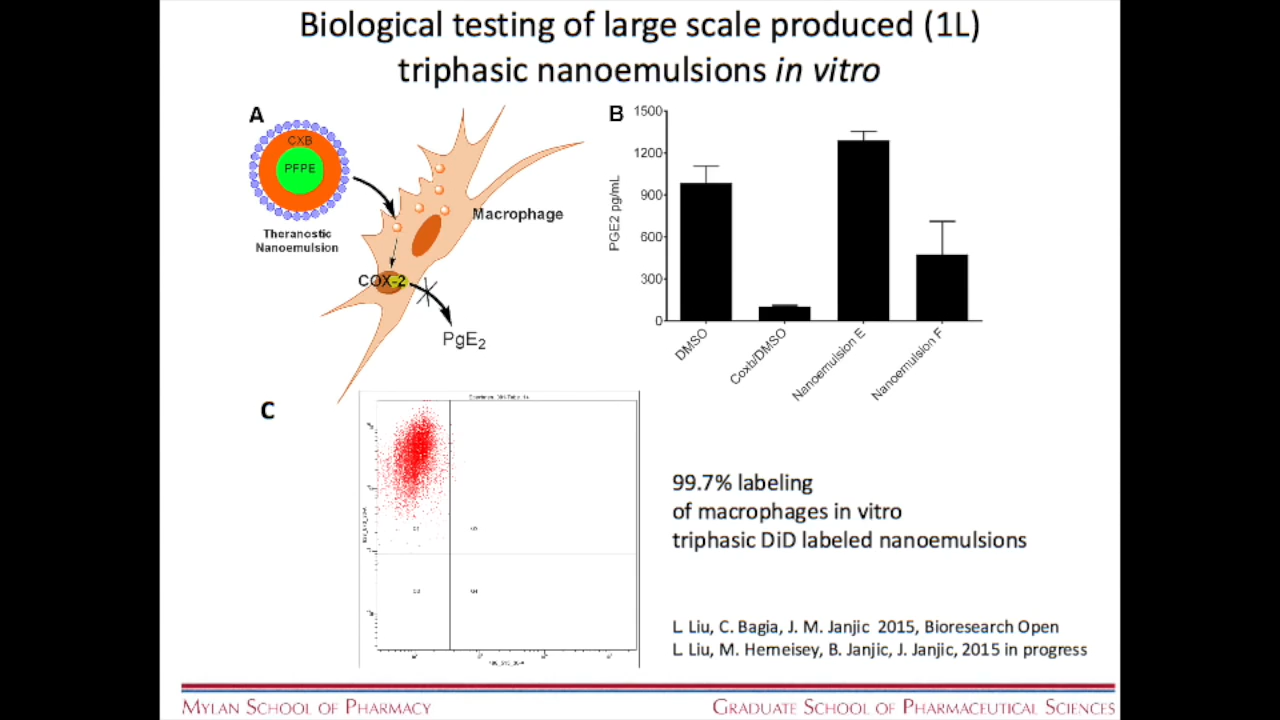 Biological testing of large scale produced (1L)
triphasic nanoemulsions in vitro
A
CXB
PFPE
Theranostic
Nanoemulsion
Macrophage
COX-2
PgE2
B
PGE2 pg/mL
1500
1200
900
600
300
0
DMSO
Coxb/DMSO
Nanoemulsion E
Nanoemulsion F
C
99.7% labeling
of macrophages in vitro
triphasic DiD labeled nanoemulsions
L. Liu, C. Bagia, J. M. Janjic 2015, Bioresearch Open
L. Liu, M. Herneisey, B. Janjic, J. Janjic, 2015 in progress
MYLAN SCHOOL OF PHARMACY
GRADUATE SCHOOL OF PHARMACEUTICAL SCIENCES